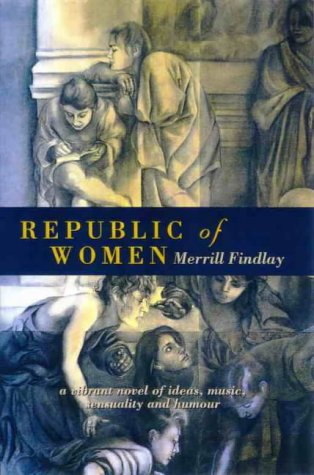 REPUBLIC of
WOMEN Merrill Findlay
a vibrant novel of ideas, music,
sensuality and humour